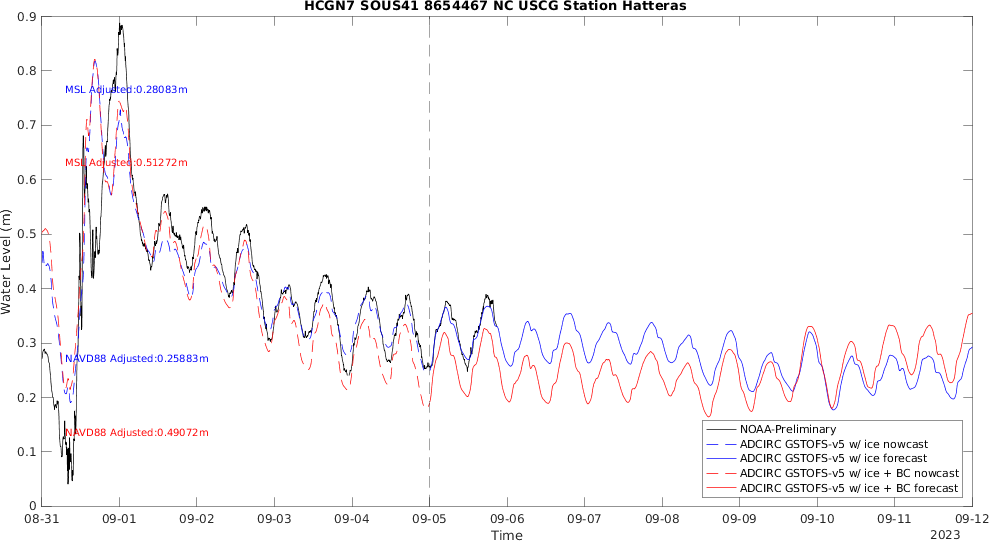 HCGN7 SOUS41 8654467 NC USCG Station Hatteras
0.9
0.8
0.7
0.6
0.5
0.4
0.3
0.2
0.1
0
Water Level (m)
MSL Adjusted:0.28083m
MSL Adjusted:0.51272m
NAVD88 Adjusted:0.25883m
NAVD88 Adjusted:0.49072m
NOAA-Preliminary
ADCIRC GSTOFS-v5 w/ ice nowcast
ADCIRC GSTOFS-v5 w/ ice forecast
ADCIRC GSTOFS-v5 w/ ice + BC nowcast
ADCIRC GSTOFS-v5 w/ ice + BC forecast
08-31 09-01 09-02 09-03 09-04 09-05 09-06 09-07 09-08 09-09 09-10 09-11 09-12
Time
2023